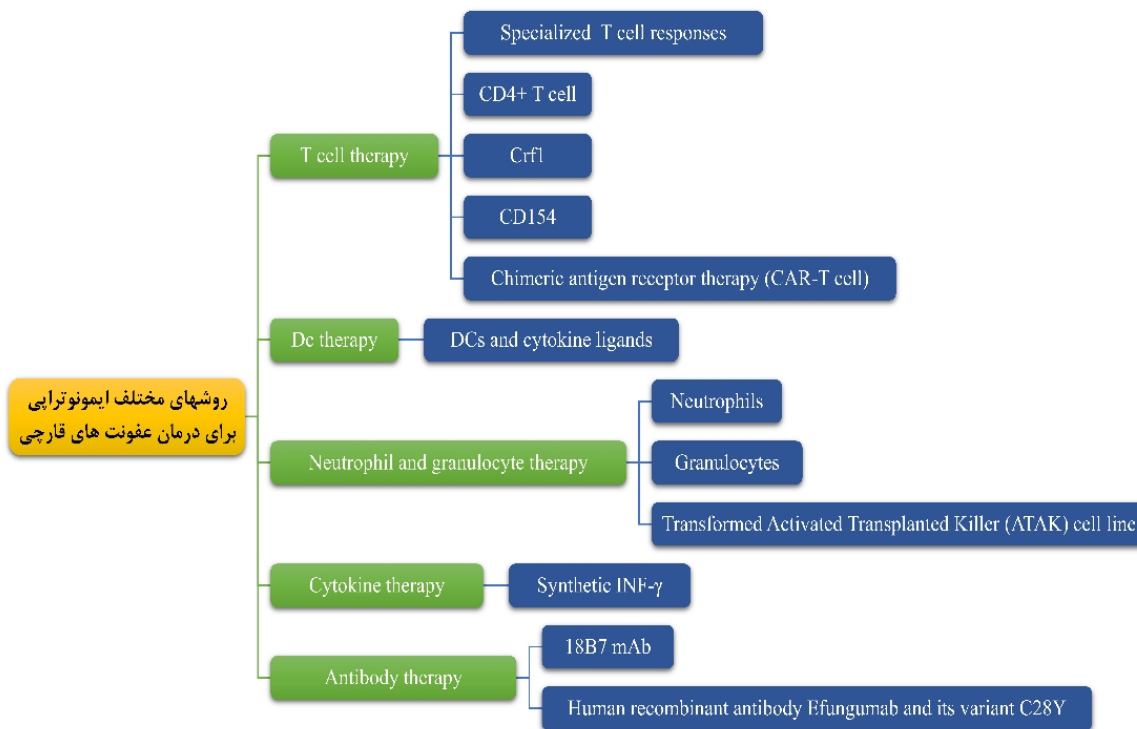 Specialized T cell responses
CD4+ T cell
T cell therapy
Crf1
CD154
Chimeric antigen receptor therapy (CAR-T cell)
Dc therapy
DCs and cytokine ligands
روشهای مختلف ایمونوتراپی
برای درمان عفونت های قارچی
Neutrophils
Neutrophil and granulocyte therapy
Granulocytes
Transformed Activated Transplanted Killer (ATAK) cell line
Cytokine therapy
Synthetic INF-γ
18B7 mAb
Antibody therapy
Human recombinant antibody Efungumab and its variant C28Y